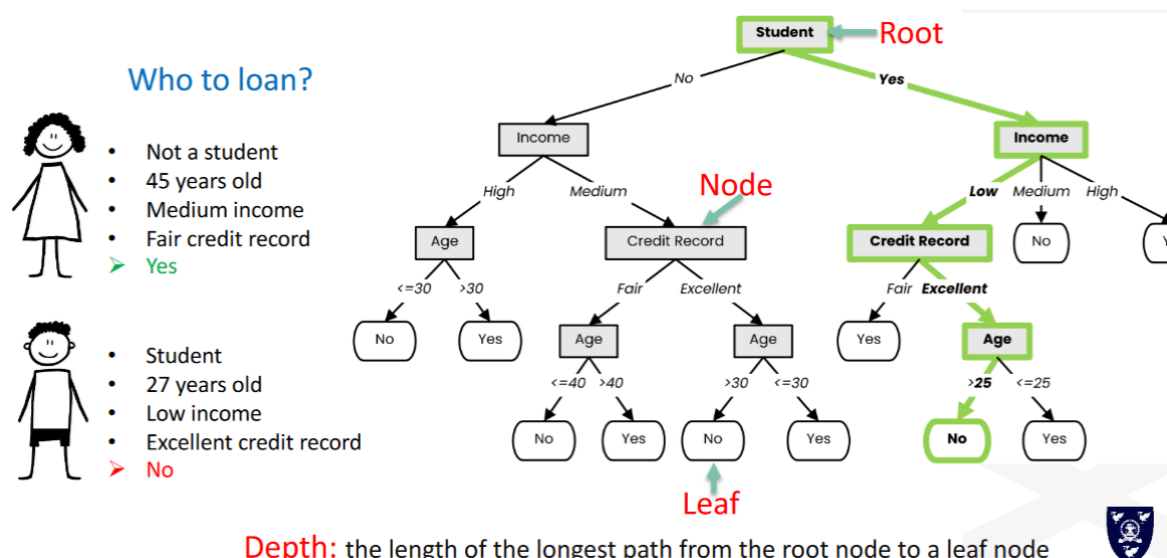 Student
Root
Who to loan?
No
Yes
Income
Income
• Not a student
• 45 years old
• Medium income
• Fair credit record
➢ Yes
High
Medium
Node
Low
Medium
High
Age
Credit Record
Credit Record
No
<=30
>30
Fair
Excellent
Fair
Excellent
No
Yes
Age
Age
Yes
Age
• Student
• 27 years old
• Low income
• Excellent credit record
➢ No
<=40
>40
>30
<=30
>25
<=25
No
Yes
No
Yes
No
Yes
Leaf
Depth: the length of the longest path from the root node to a leaf node